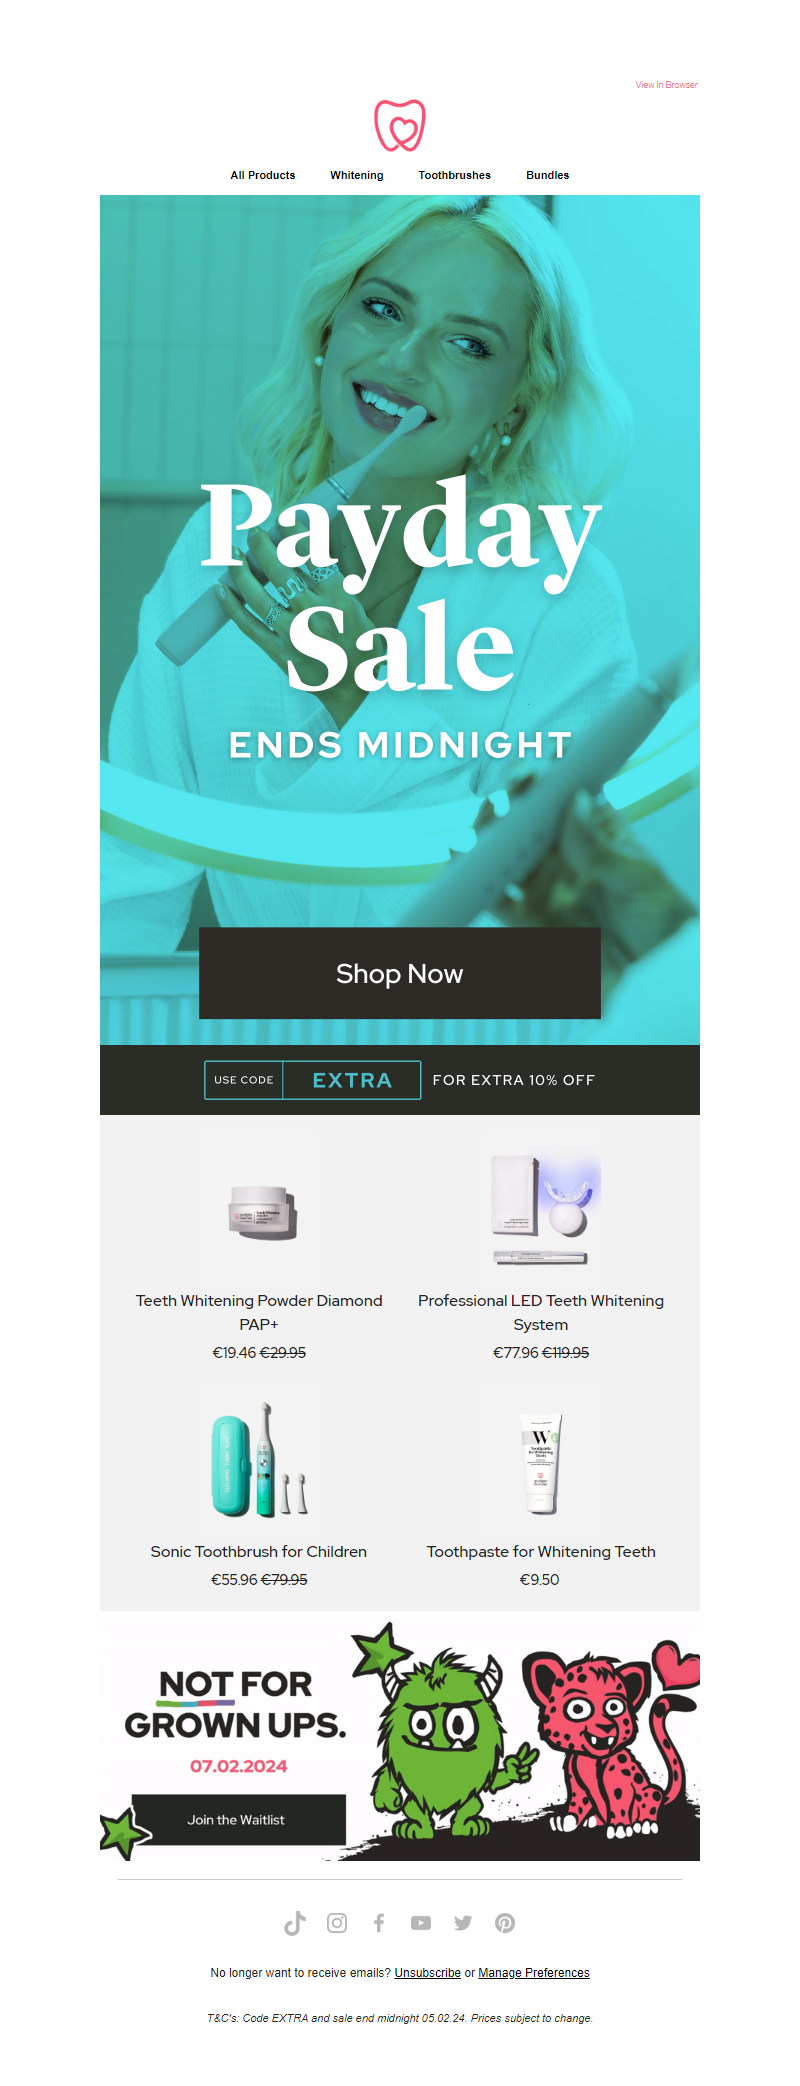 View In Browser
All Products Whitening Toothbrushes Bundles
Payday
Sale
ENDS MIDNIGHT
Shop Now
USE CODE EXTRA FOR EXTRA 10% OFF
Teeth Whitening Powder Diamond
PAP+
€19.46 €29.95
Professional LED Teeth Whitening
System
€77.96 €119.95
W
Toothpaste
for Whitening
Teeth
Sonic Toothbrush for Children
€55.96 €79.95
Toothpaste for Whitening Teeth
€9.50
NOT FOR
GROWN UPS.
07.02.2024
Join the Waitlist
No longer want to receive emails? Unsubscribe or Manage Preferences
T&C's: Code EXTRA and sale end midnight 05.02.24. Prices subject to change.